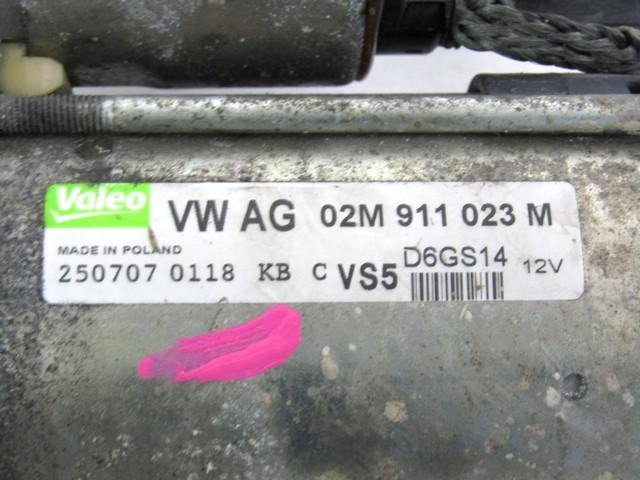 Valeo VW AG 02M 911 023 M
MADE IN POLAND
250707 0118 KB C VS5 D6GS14 12V